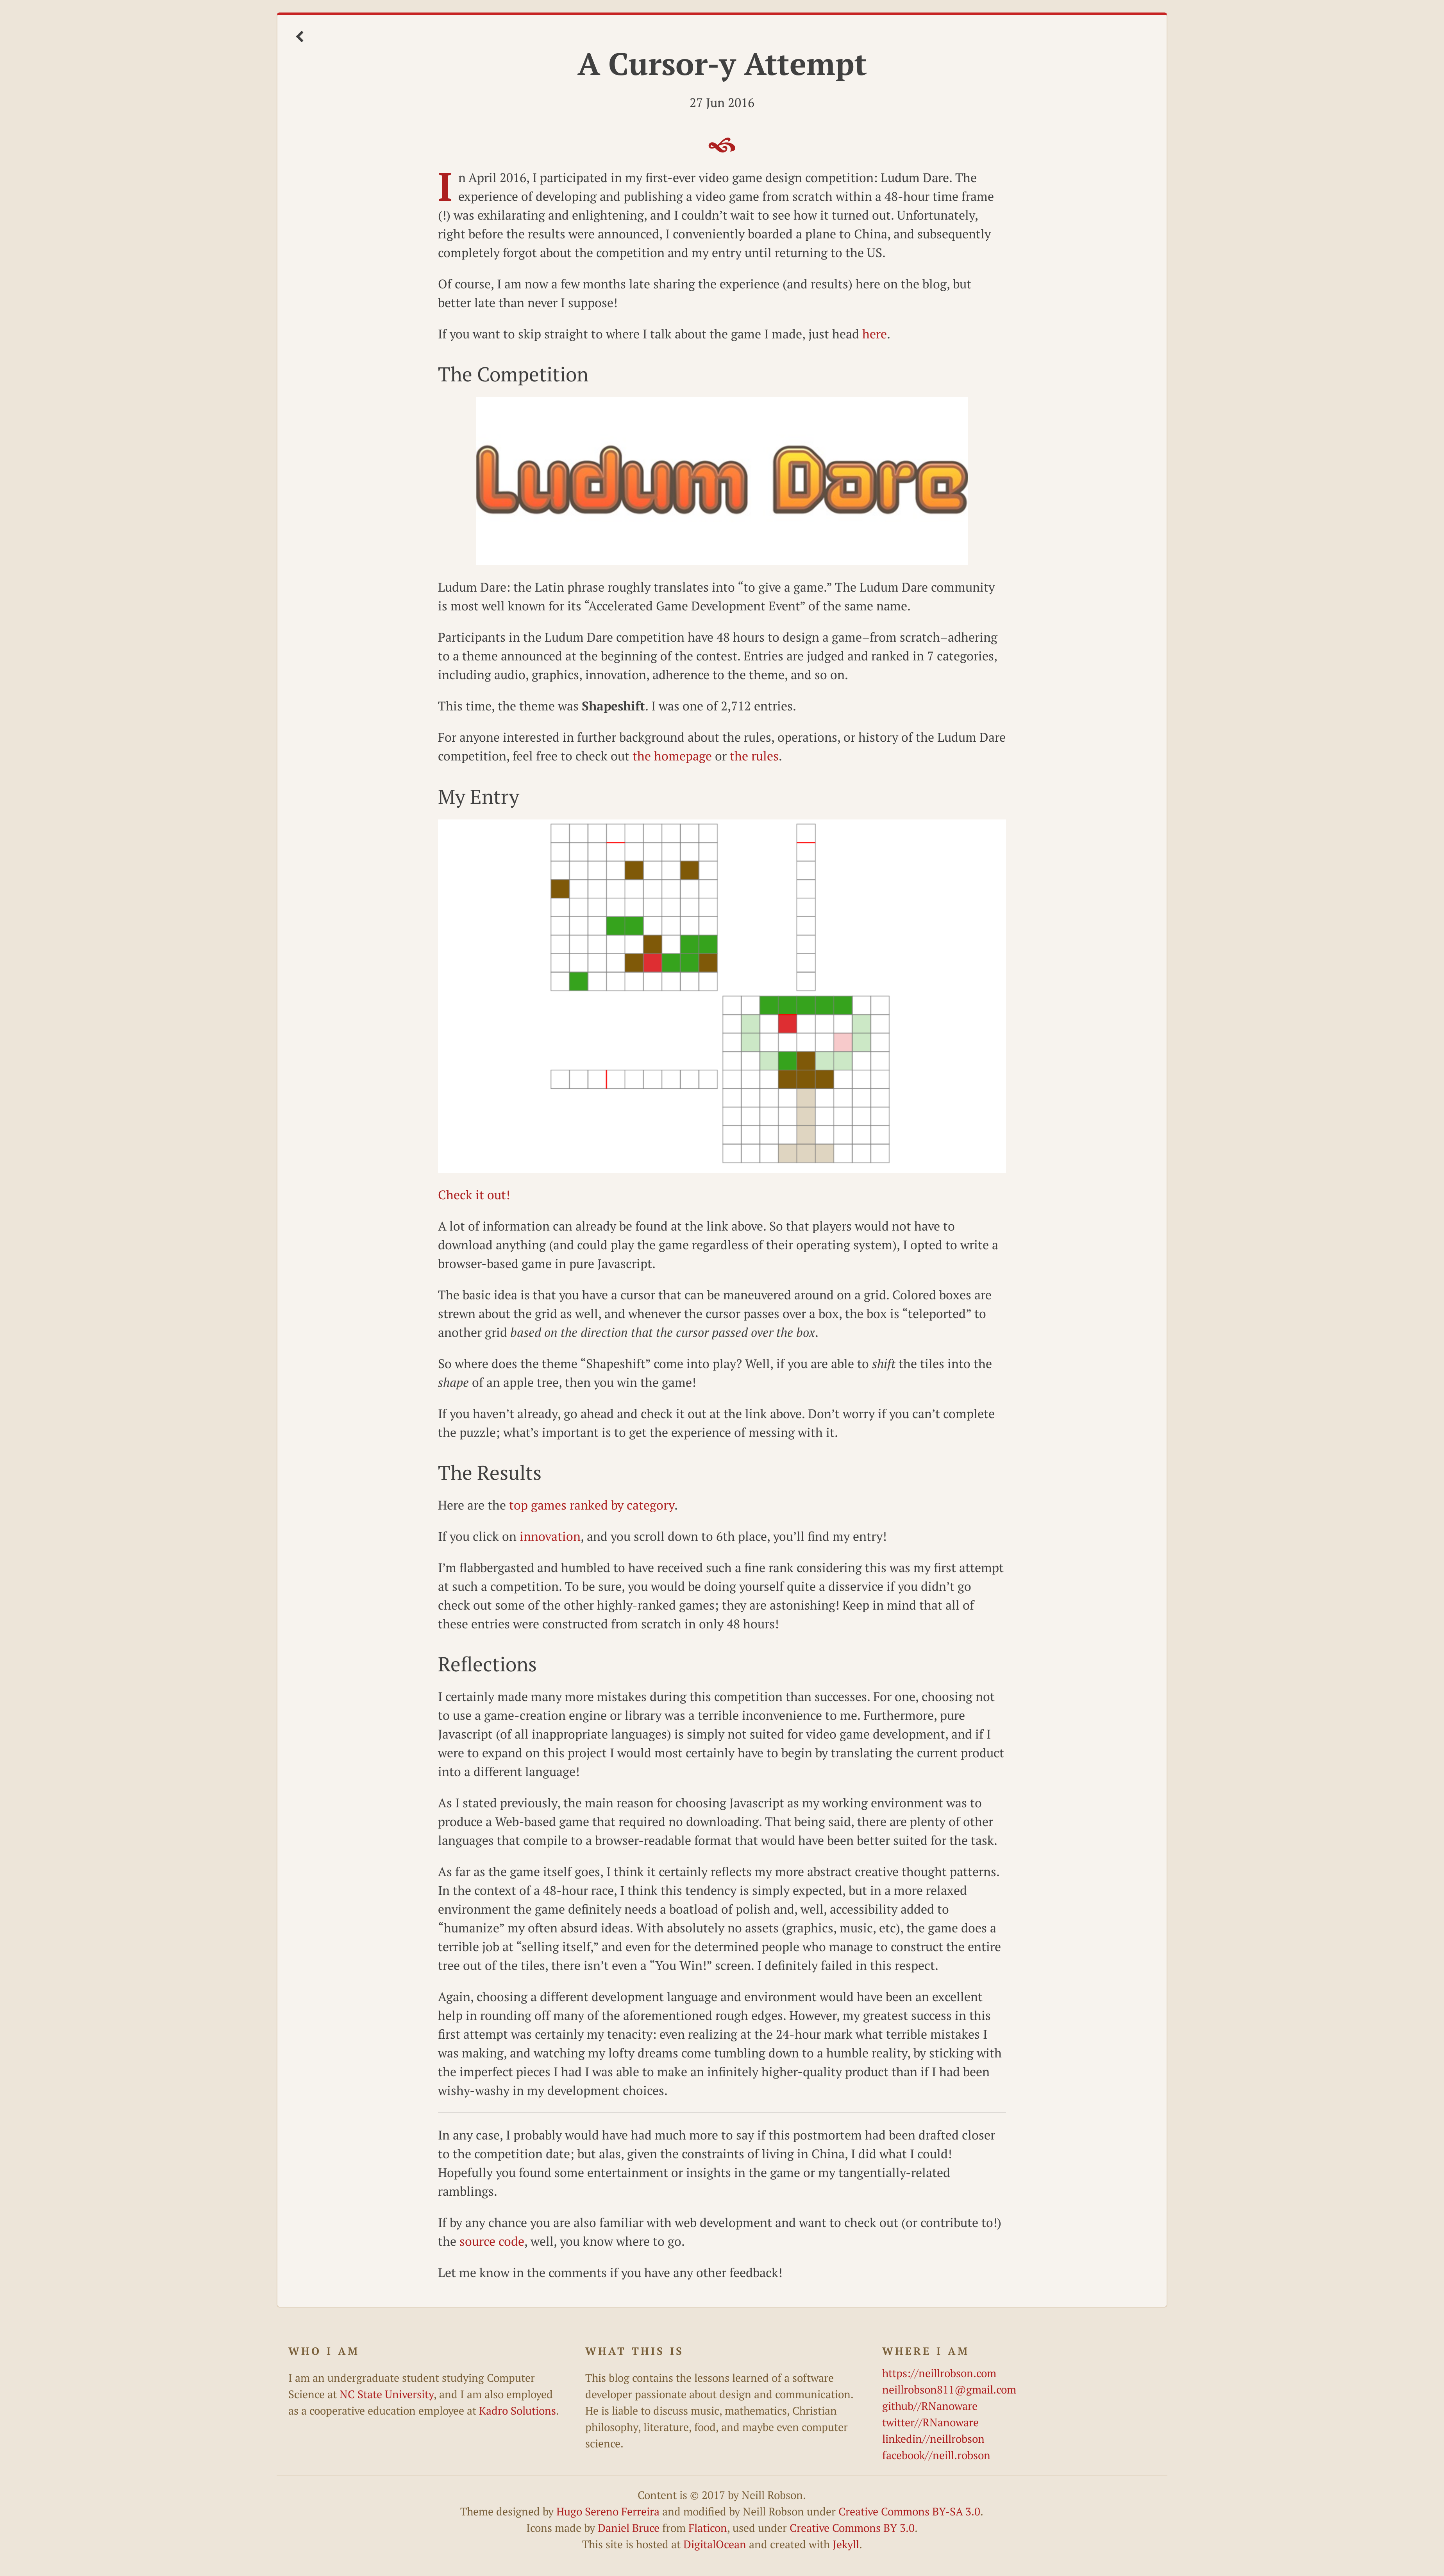 A Cursor-y Attempt
27 Jun 2016
In April 2016, I participated in my first-ever video game design competition: Ludum Dare. The
experience of developing and publishing a video game from scratch within a 48-hour time frame
(!) was exhilarating and enlightening, and I couldn’t wait to see how it turned out. Unfortunately,
right before the results were announced, I conveniently boarded a plane to China, and subsequently
completely forgot about the competition and my entry until returning to the US.
Of course, I am now a few months late sharing the experience (and results) here on the blog, but
better late than never I suppose!
If you want to skip straight to where I talk about the game I made, just head here.
The Competition
Ludum Dare
Ludum Dare: the Latin phrase roughly translates into “to give a game.” The Ludum Dare community
is most well known for its “Accelerated Game Development Event” of the same name.
Participants in the Ludum Dare competition have 48 hours to design a game–from scratch–adhering
to a theme announced at the beginning of the contest. Entries are judged and ranked in 7 categories,
including audio, graphics, innovation, adherence to the theme, and so on.
This time, the theme was Shapeshift. I was one of 2,712 entries.
For anyone interested in further background about the rules, operations, or history of the Ludum Dare
competition, feel free to check out the homepage or the rules.
My Entry
Check it out!
A lot of information can already be found at the link above. So that players would not have to
download anything (and could play the game regardless of their operating system), I opted to write a
browser-based game in pure Javascript.
The basic idea is that you have a cursor that can be maneuvered around on a grid. Colored boxes are
strewn about the grid as well, and whenever the cursor passes over a box, the box is “teleported” to
another grid based on the direction that the cursor passed over the box.
So where does the theme “Shapeshift” come into play? Well, if you are able to shift the tiles into the
shape of an apple tree, then you win the game!
If you haven’t already, go ahead and check it out at the link above. Don’t worry if you can’t complete
the puzzle; what’s important is to get the experience of messing with it.
The Results
Here are the top games ranked by category.
If you click on innovation, and you scroll down to 6th place, you’ll find my entry!
I’m flabbergasted and humbled to have received such a fine rank considering this was my first attempt
at such a competition. To be sure, you would be doing yourself quite a disservice if you didn’t go
check out some of the other highly-ranked games; they are astonishing! Keep in mind that all of
these entries were constructed from scratch in only 48 hours!
Reflections
I certainly made many more mistakes during this competition than successes. For one, choosing not
to use a game-creation engine or library was a terrible inconvenience to me. Furthermore, pure
Javascript (of all inappropriate languages) is simply not suited for video game development, and if I
were to expand on this project I would most certainly have to begin by translating the current product
into a different language!
As I stated previously, the main reason for choosing Javascript as my working environment was to
produce a Web-based game that required no downloading. That being said, there are plenty of other
languages that compile to a browser-readable format that would have been better suited for the task.
As far as the game itself goes, I think it certainly reflects my more abstract creative thought patterns.
In the context of a 48-hour race, I think this tendency is simply expected, but in a more relaxed
environment the game definitely needs a boatload of polish and, well, accessibility added to
“humanize” my often absurd ideas. With absolutely no assets (graphics, music, etc), the game does a
terrible job at “selling itself,” and even for the determined people who manage to construct the entire
tree out of the tiles, there isn’t even a “You Win!” screen. I definitely failed in this respect.
Again, choosing a different development language and environment would have been an excellent
help in rounding off many of the aforementioned rough edges. However, my greatest success in this
first attempt was certainly my tenacity: even realizing at the 24-hour mark what terrible mistakes I
was making, and watching my lofty dreams come tumbling down to a humble reality, by sticking with
the imperfect pieces I had I was able to make an infinitely higher-quality product than if I had been
wishy-washy in my development choices.
In any case, I probably would have had much more to say if this postmortem had been drafted closer
to the competition date; but alas, given the constraints of living in China, I did what I could!
Hopefully you found some entertainment or insights in the game or my tangentially-related
ramblings.
If by any chance you are also familiar with web development and want to check out (or contribute to!)
the source code, well, you know where to go.
Let me know in the comments if you have any other feedback!
WHO I AM
I am an undergraduate student studying Computer
Science at NC State University, and I am also employed
as a cooperative education employee at Kadro Solutions.
WHAT THIS IS
This blog contains the lessons learned of a software
developer passionate about design and communication.
He is liable to discuss music, mathematics, Christian
philosophy, literature, food, and maybe even computer
science.
WHERE I AM
https://neillrobson.com
neillrobson811@gmail.com
github//RNanoware
twitter//RNanoware
linkedin//neillrobson
facebook//neill.robson
Content is © 2017 by Neill Robson.
Theme designed by Hugo Sereno Ferreira and modified by Neill Robson under Creative Commons BY-SA 3.0.
Icons made by Daniel Bruce from Flaticon, used under Creative Commons BY 3.0.
This site is hosted at DigitalOcean and created with Jekyll.